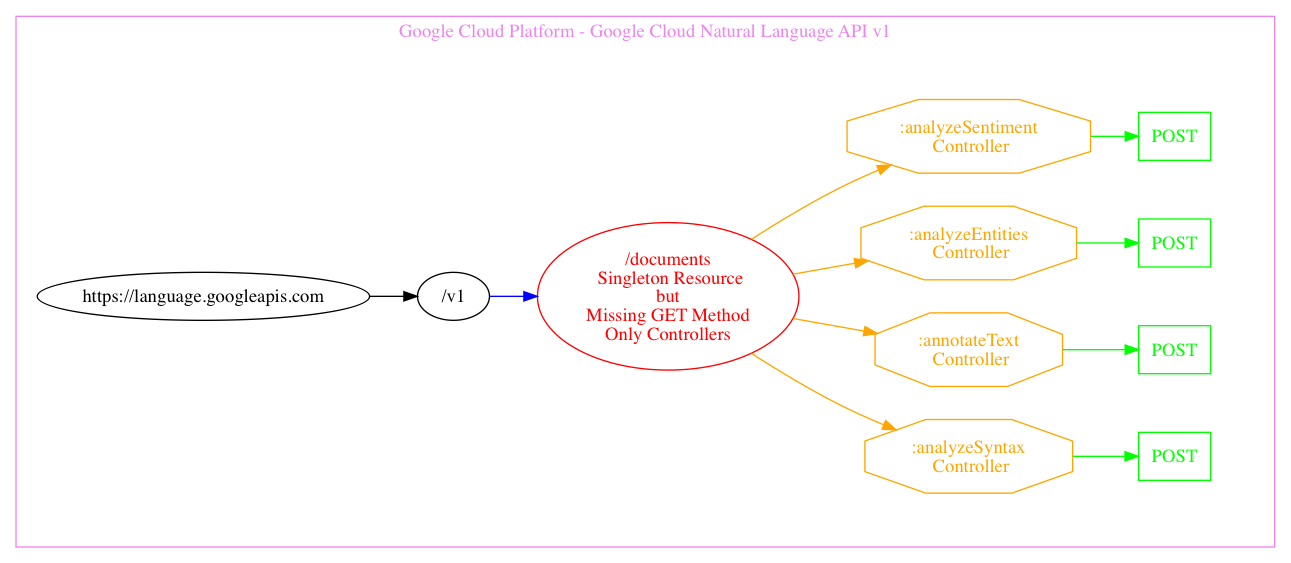 Google Cloud Platform - Google Cloud Natural Language API v1
https://language.googleapis.com
/v1
/documents
Singleton Resource
but
Missing GET Method
Only Controllers
:analyzeSentiment
Controller
POST
:analyzeEntities
Controller
POST
:annotateText
Controller
POST
:analyzeSyntax
Controller
POST